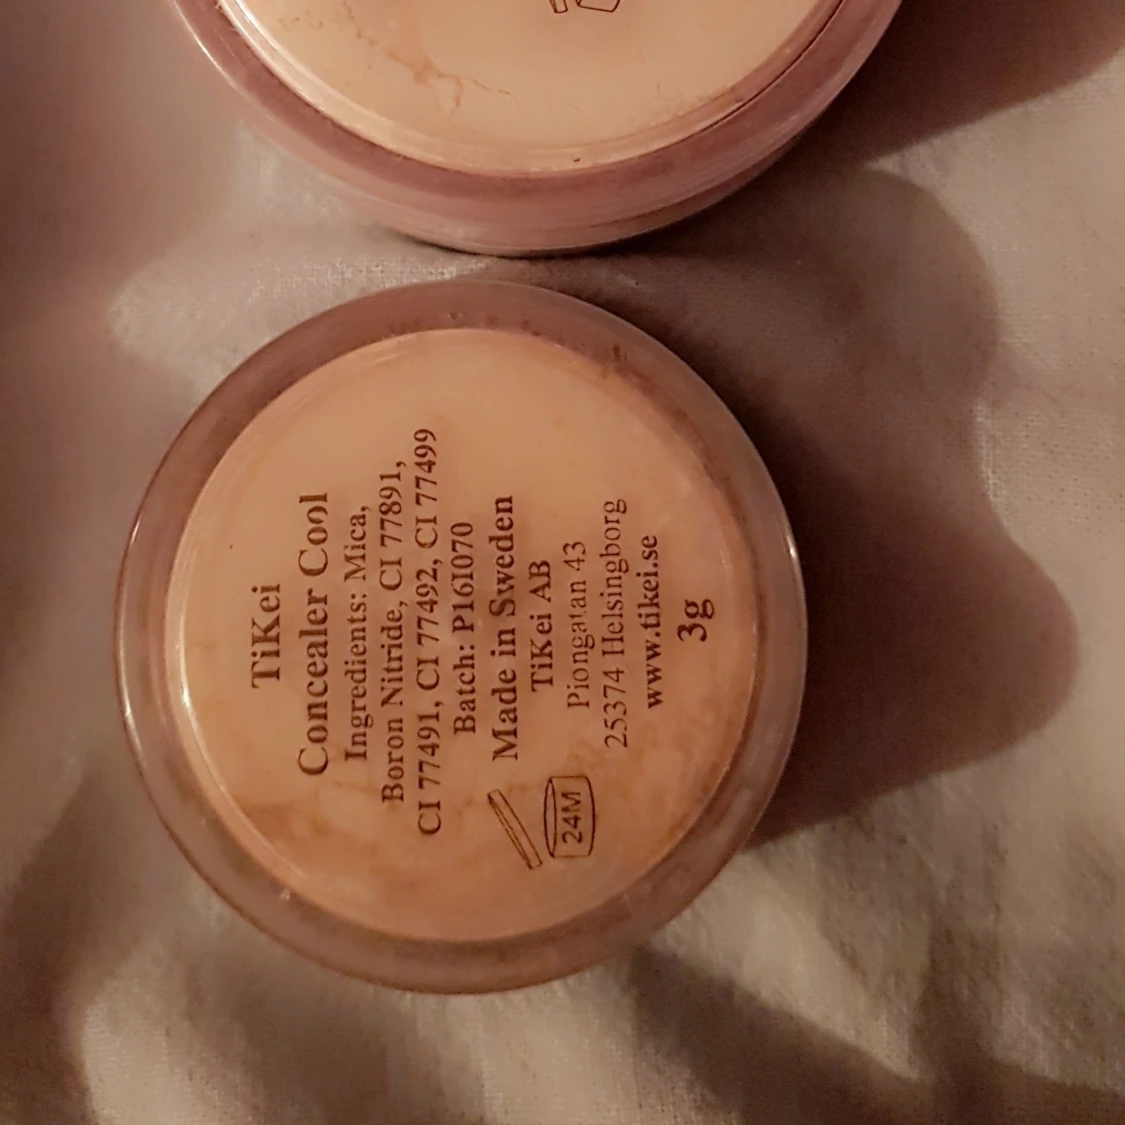 TiKei
Concealer Cool
Ingredients: Mica,
Boron Nitride, CI 77891,
CI 77491, CI 77492, CI 77499
Batch: P161070
Made in Sweden
TiKei AB
Piongatan 43
25374 Helsingborg
www.tikei.se
3g
24M